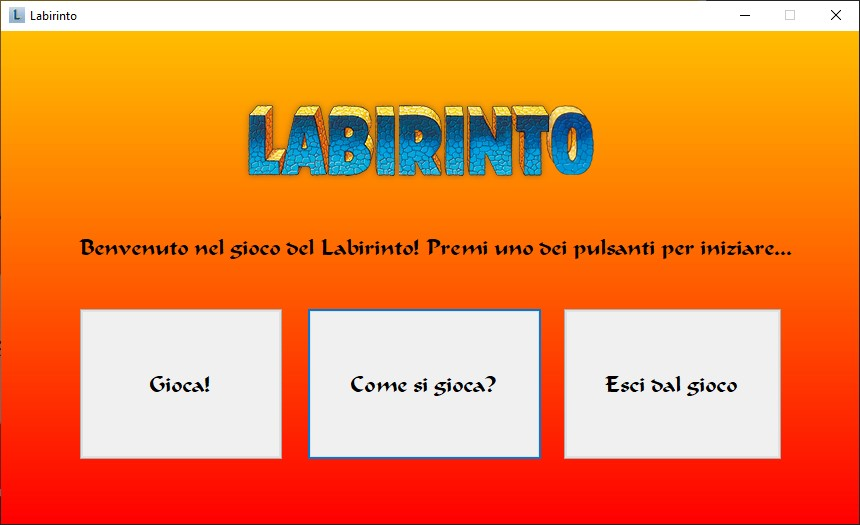 L Labirinto
LABIRINTO
Benvenuto nel gioco del Labirinto! Premi uno dei pulsanti per iniziare...
Gioca!
Come si gioca?
Esci dal gioco